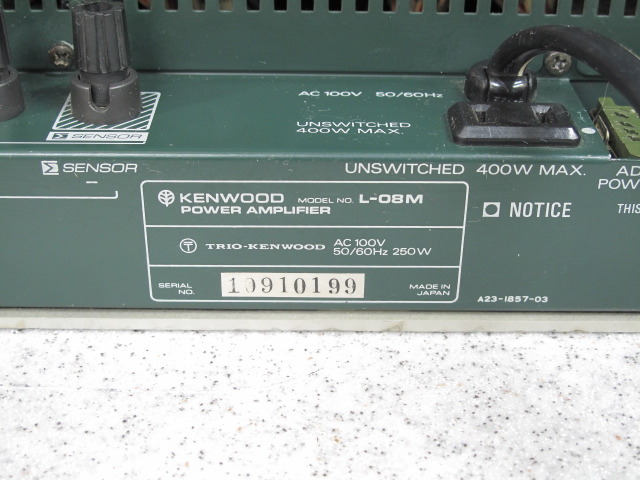 AC 100V 50/60Hz
UNSWITCHED
400W MAX.
Σ SENSOR
Σ SENSOR
UNSWITCHED 400W MAX.
AD
POW
KENWOOD MODEL NO. L-08M
POWER AMPLIFIER
NOTICE
THIS
TRIO-KENWOOD AC 100V
50/60Hz 250W
SERIAL NO. 10910199
MADE IN JAPAN
A23-1857-03